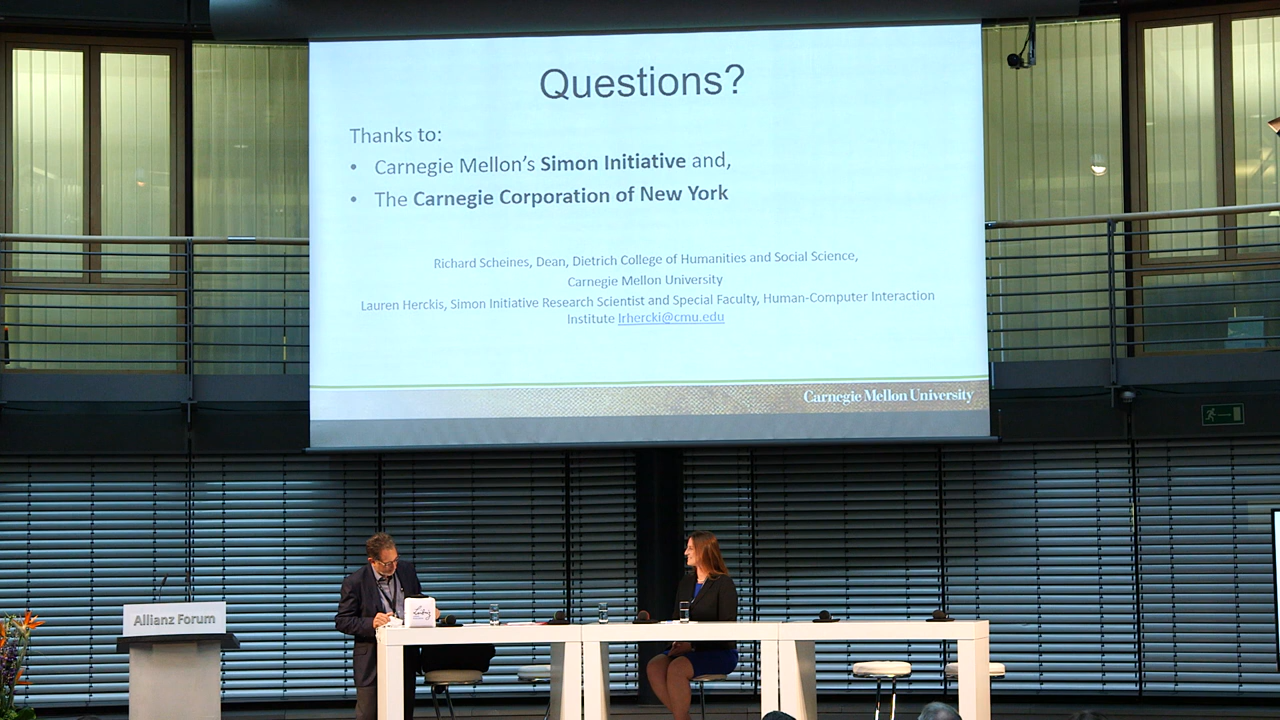 Questions?
Thanks to:
• Carnegie Mellon's Simon Initiative and,
• The Carnegie Corporation of New York
Richard Scheines, Dean, Dietrich College of Humanities and Social Science,
Carnegie Mellon University
Lauren Herckis, Simon Initiative Research Scientist and Special Faculty, Human-Computer Interaction
Institute lrhercki@cmu.edu
Carnegie Mellon University
Allianz Forum